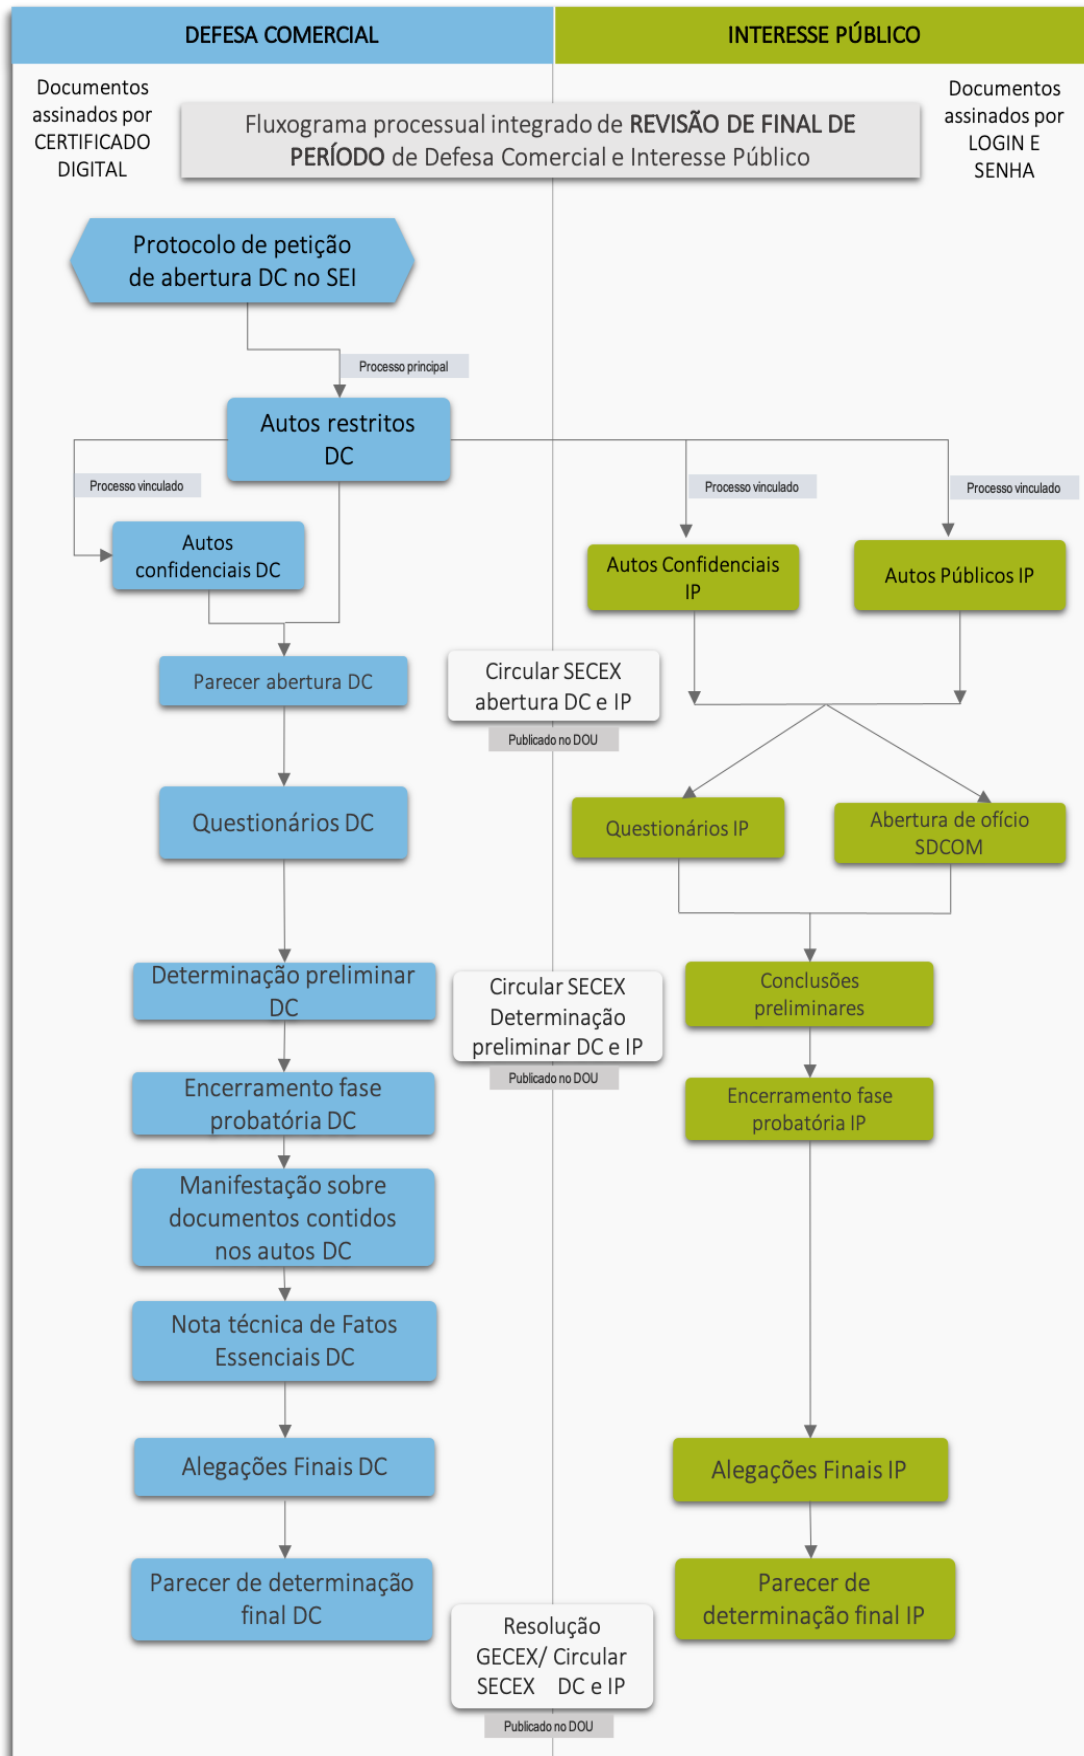 DEFESA COMERCIAL
INTERESSE PÚBLICO
Documentos
assinados por
CERTIFICADO
DIGITAL
Fluxograma processual integrado de REVISÃO DE FINAL DE
PERÍODO de Defesa Comercial e Interesse Público
Documentos
assinados por
LOGIN E
SENHA
Protocolo de petição
de abertura DC no SEI
Processo principal
Autos restritos
DC
Processo vinculado
Processo vinculado
Processo vinculado
Autos
confidenciais DC
Autos Confidenciais
IP
Autos Públicos IP
Parecer abertura DC
Circular SECEX
abertura DC e IP
Publicado no DOU
Questionários DC
Questionários IP
Abertura de ofício
SDCOM
Determinação preliminar
DC
Circular SECEX
Determinação
preliminar DC e IP
Publicado no DOU
Conclusões
preliminares
Encerramento fase
probatória DC
Encerramento fase
probatória IP
Manifestação sobre
documentos contidos
nos autos DC
Nota técnica de Fatos
Essenciais DC
Alegações Finais DC
Alegações Finais IP
Parecer de determinação
final DC
Parecer de
determinação final IP
Resolução
GECEX/ Circular
SECEX DC e IP
Publicado no DOU